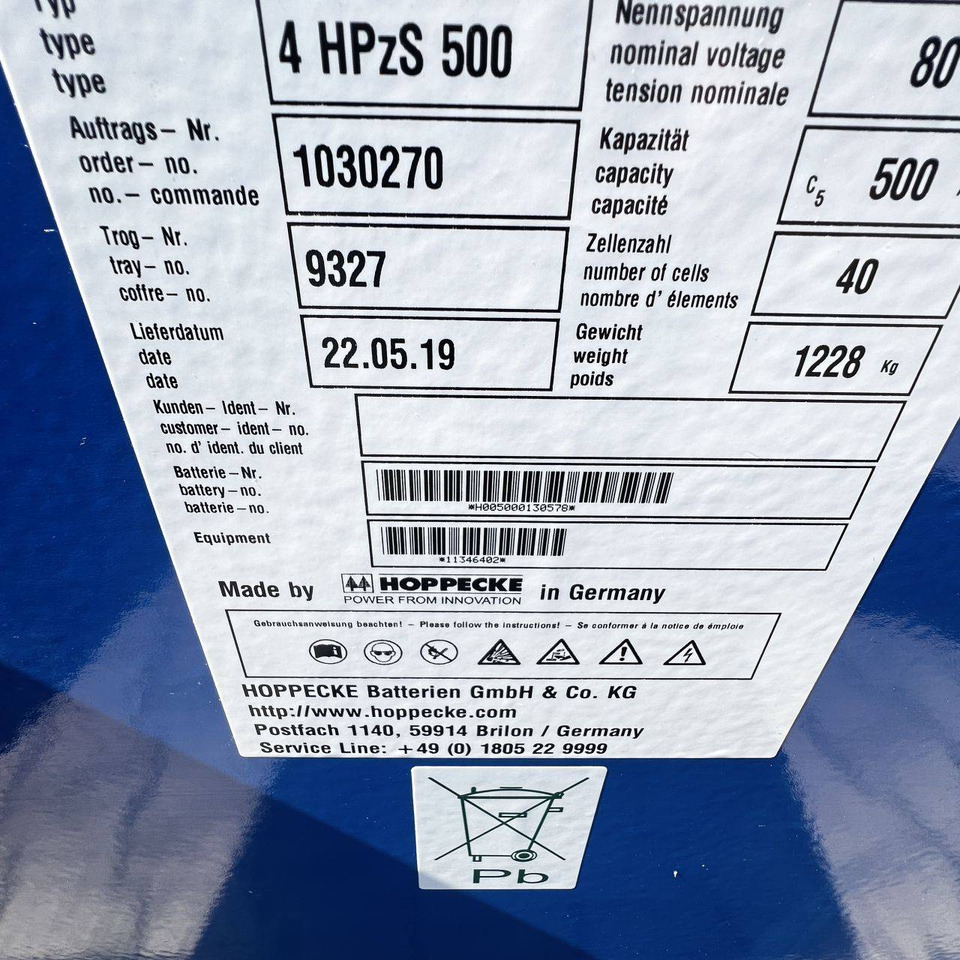 Typ
type
type
4 HPzS 500
Nennspannung
nominal voltage
tension nominale
80
Auftrags– Nr.
order– no.
no.– commande
1030270
Kapazität
capacity
capacité
C5 500
Trog– Nr.
tray– no.
coffre– no.
9327
Zellenzahl
number of cells
nombre d' élements
40
Lieferdatum
date
date
22.05.19
Gewicht
weight
poids
1228 Kg
Kunden– Ident– Nr.
customer– ident– no.
no. d' ident. du client
Batterie–Nr.
battery–no.
batterie–no.
*H005000130578*
Equipment
*11346402*
Made by HOPPECKE in Germany
POWER FROM INNOVATION
Gebrauchsanweisung beachten! – Please follow the instructions! – Se conformer á la notice de émploie
HOPPECKE Batterien GmbH & Co. KG
http://www.hoppecke.com
Postfach 1140, 59914 Brilon / Germany
Service Line: +49 (0) 1805 22 9999
Pb